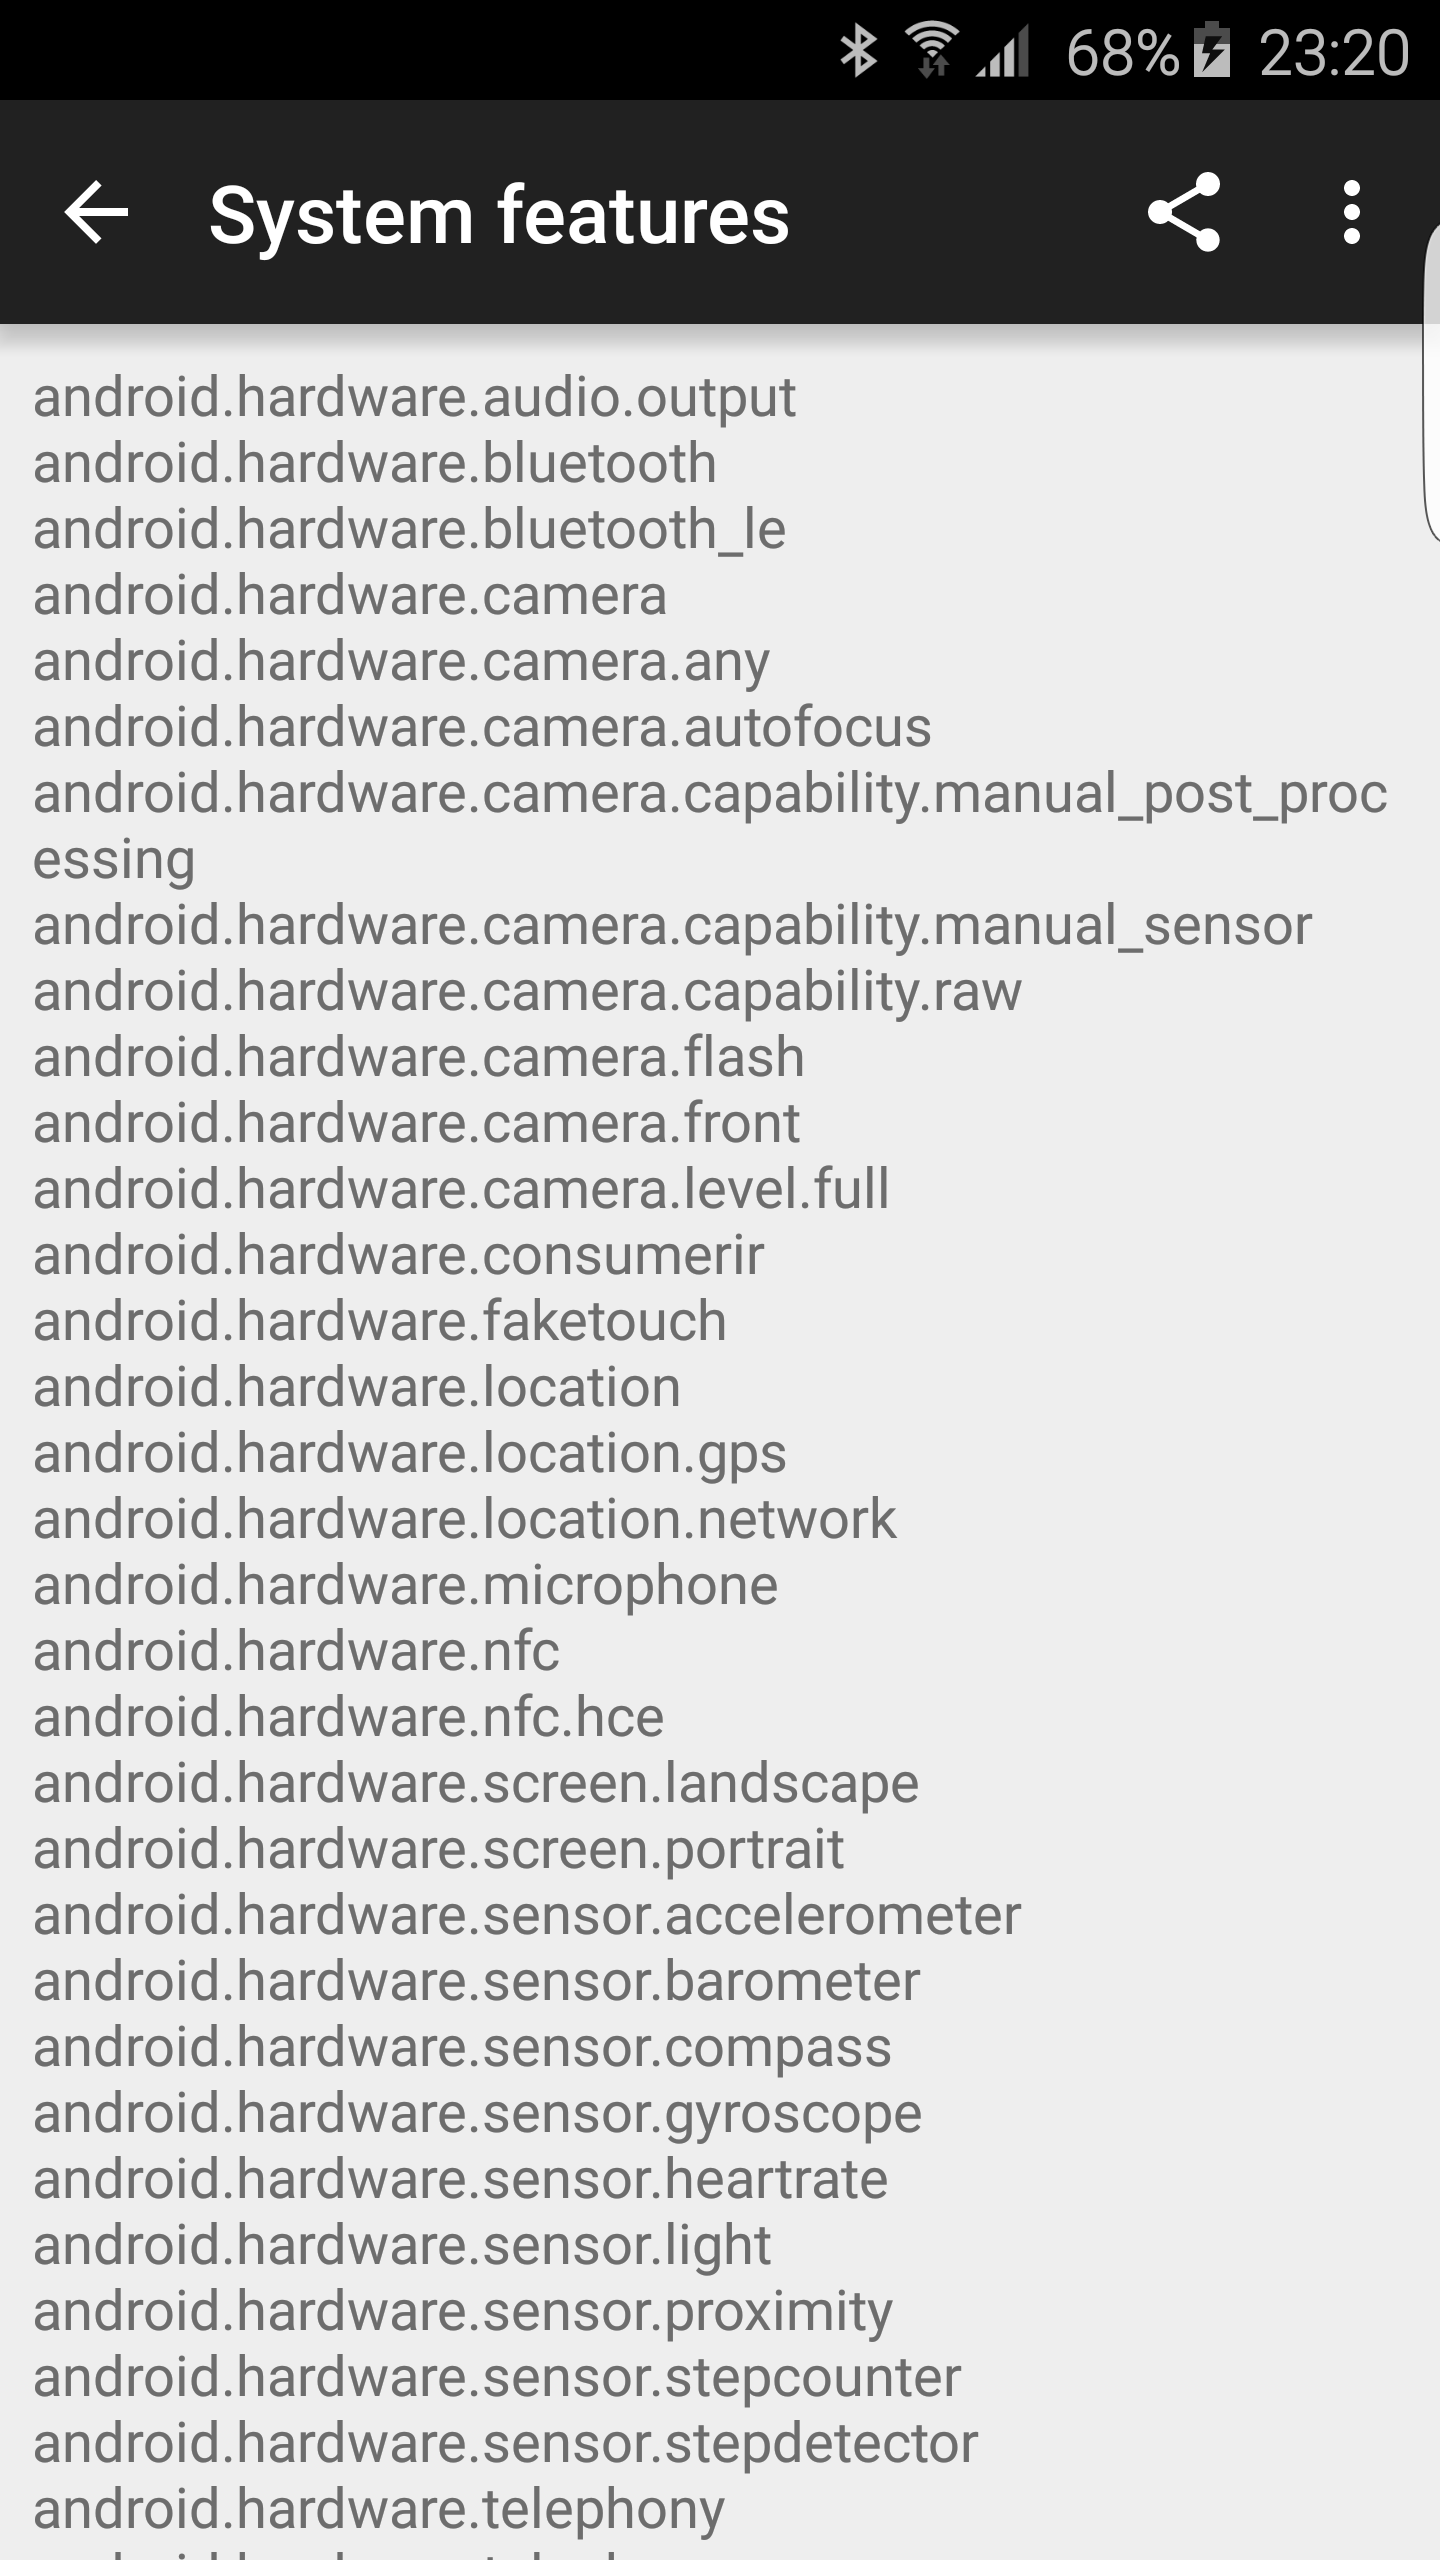 68% 23:20
System features
android.hardware.audio.output
android.hardware.bluetooth
android.hardware.bluetooth_le
android.hardware.camera
android.hardware.camera.any
android.hardware.camera.autofocus
android.hardware.camera.capability.manual_post_proc
essing
android.hardware.camera.capability.manual_sensor
android.hardware.camera.capability.raw
android.hardware.camera.flash
android.hardware.camera.front
android.hardware.camera.level.full
android.hardware.consumerir
android.hardware.faketouch
android.hardware.location
android.hardware.location.gps
android.hardware.location.network
android.hardware.microphone
android.hardware.nfc
android.hardware.nfc.hce
android.hardware.screen.landscape
android.hardware.screen.portrait
android.hardware.sensor.accelerometer
android.hardware.sensor.barometer
android.hardware.sensor.compass
android.hardware.sensor.gyroscope
android.hardware.sensor.heartrate
android.hardware.sensor.light
android.hardware.sensor.proximity
android.hardware.sensor.stepcounter
android.hardware.sensor.stepdetector
android.hardware.telephony